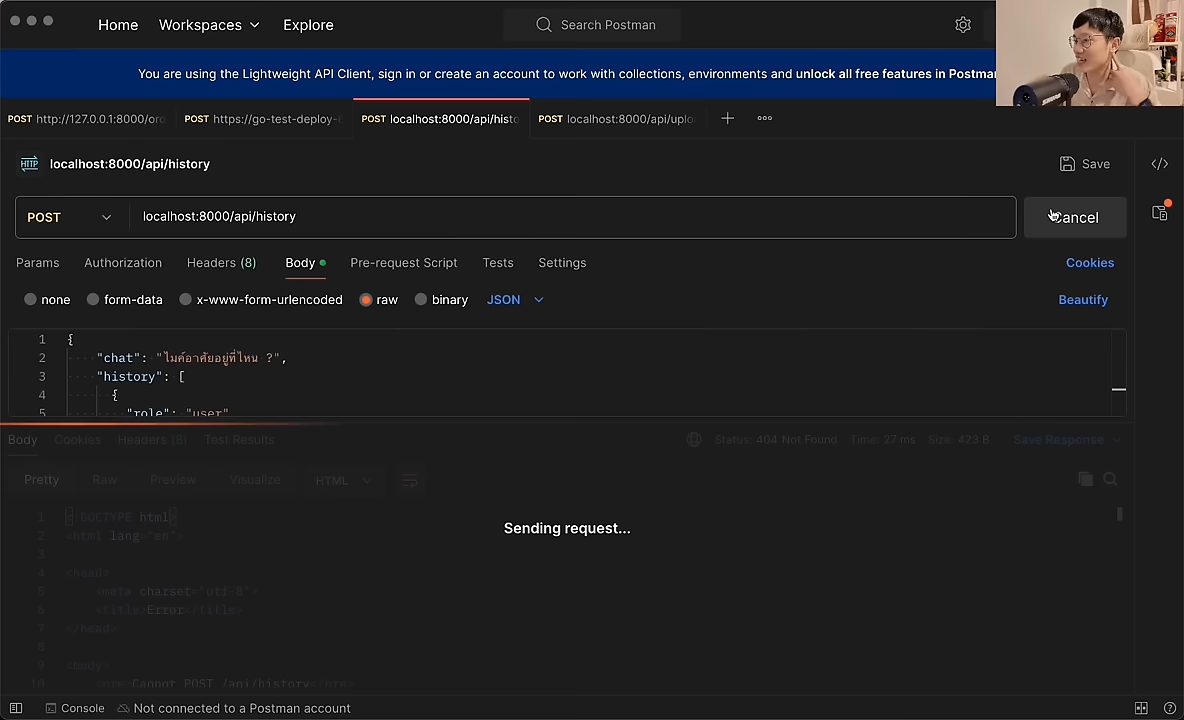 Home Workspaces Explore Search Postman
You are using the Lightweight API Client, sign in or create an account to work with collections, environments and unlock all free features in Postman
POST http://127.0.0.1:8000/oro POST https://go-test-deploy- POST localhost:8000/api/histo POST localhost:8000/api/uplo
HTTP localhost:8000/api/history Save
POST localhost:8000/api/history Cancel
Params Authorization Headers (8) Body Pre-request Script Tests Settings Cookies
none form-data x-www-form-urlencoded raw binary JSON Beautify
1 {
2 "chat": "ไมค์อาศัยอยู่ที่ไหน ?",
3 "history": [
4 {
5 "role": "user"
Body Cookies Headers (8) Test Results Status: 404 Not Found Time: 27 ms Size: 423 B Save Response
Pretty Raw Preview Visualize HTML
1 <!DOCTYPE html>
2 <html lang="en">
Sending request...
3
4 <head>
5 <meta charset="utf-8">
6 <title>Error</title>
7 </head>
8
9 <body>
10 <pre>Cannot POST /api/history</pre>
Console Not connected to a Postman account